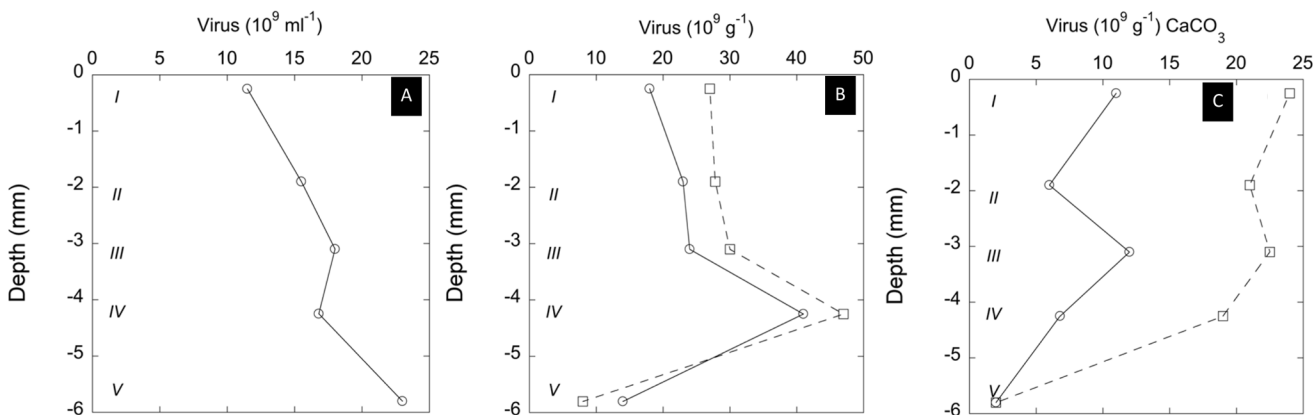 Virus (10⁹ ml⁻¹)
0 5 10 15 20 25
0
-1
-2
-3
-4
-5
-6
Depth (mm)
I
II
III
IV
V
A
Virus (10⁹ g⁻¹)
0 10 20 30 40 50
0
-1
-2
-3
-4
-5
-6
Depth (mm)
I
II
III
IV
V
B
Virus (10⁹ g⁻¹) CaCO₃
0 5 10 15 20 25
0
-1
-2
-3
-4
-5
-6
Depth (mm)
I
II
III
IV
V
C